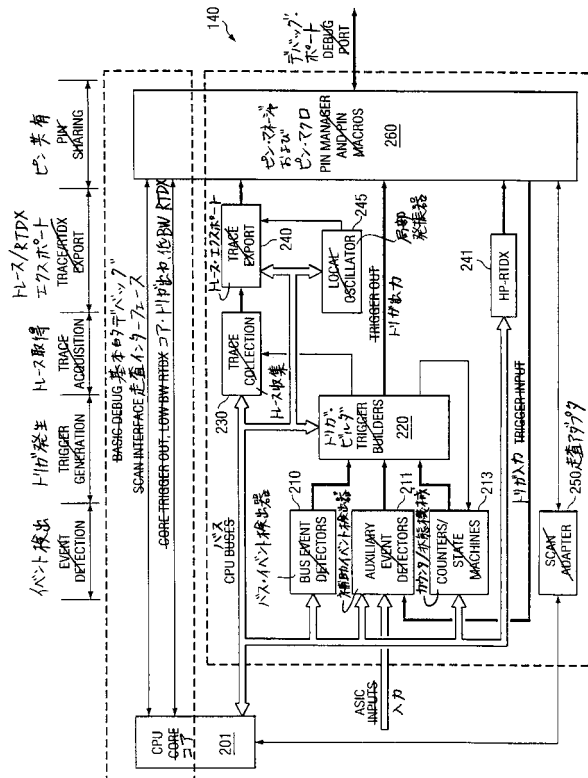 140
イベント検出
EVENT
DETECTION
トリガ発生
TRIGGER
GENERATION
トレース取得
TRACE
ACQUISITION
トレース/RTDX
エクスポート
TRACE/RTDX
EXPORT
ピン共有
PIN
SHARING
BASIC DEBUG 基本的デバッグ
SCAN INTERFACE 走査インターフェース
CORE TRIGGER OUT, LOW BW RTDX コア・トリガ出力、低BW RTDX
CPU
CORE
コア
201
バス
CPU BUSES
バス・イベント検出器
210
BUS EVENT
DETECTORS
補助イベント検出器
211
AUXILIARY
EVENT
DETECTORS
カウンタ/状態機械
213
COUNTERS/
STATE
MACHINES
ASIC
INPUTS
入力
トリガ・
ビルダ
TRIGGER
BUILDERS
220
230
TRACE
COLLECTION
トレース収集
トレース・エクスポート
TRACE
EXPORT
240
245
LOCAL
OSCILLATOR
局部
発振器
TRIGGER OUT
トリガ出力
241
HP-RTDX
トリガ入力 TRIGGER INPUT
250 走査アダプタ
SCAN
ADAPTER
ピン・マネージャ
および
ピン・マクロ
PIN MANAGER
AND PIN
MACROS
260
デバッグ・
ポート
DEBUG
PORT